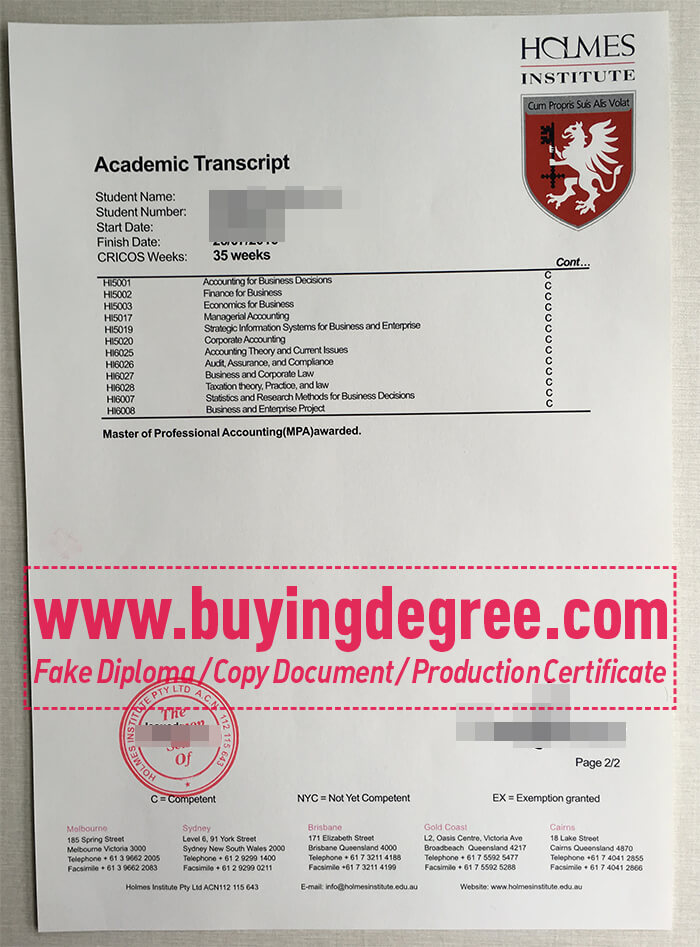 HOLMES
INSTITUTE
Cum Propris Suis Alis Volat
Academic Transcript
Student Name:
Student Number:
Start Date:
Finish Date:
CRICOS Weeks: 35 weeks
Cont...
HI5001 Accounting for Business Decisions C
HI5002 Finance for Business C
HI5003 Economics for Business C
HI5017 Managerial Accounting C
HI5019 Strategic Information Systems for Business and Enterprise C
HI5020 Corporate Accounting C
HI6025 Accounting Theory and Current Issues C
HI6026 Audit, Assurance, and Compliance C
HI6027 Business and Corporate Law C
HI6028 Taxation theory, Practice, and law C
HI6007 Statistics and Research Methods for Business Decisions C
HI6008 Business and Enterprise Project C
Master of Professional Accounting(MPA)awarded.
www.buyingdegree.com
Fake Diploma / Copy Document / Production Certificate
HOLMES INSTITUTE PTY LTD A.C.N. 112 115 643
The
Of
Page 2/2
C = Competent NYC = Not Yet Competent EX = Exemption granted
Melbourne Sydney Brisbane Gold Coast Cairns
185 Spring Street Level 6, 91 York Street 171 Elizabeth Street L2, Oasis Centre, Victoria Ave 18 Lake Street
Melbourne Victoria 3000 Sydney New South Wales 2000 Brisbane Queensland 4000 Broadbeach Queensland 4217 Cairns Queensland 4870
Telephone + 61 3 9662 2005 Telephone + 61 2 9299 1400 Telephone + 61 7 3211 4188 Telephone + 61 7 5592 5477 Telephone +61 7 4041 2855
Facsimile + 61 3 9662 2083 Facsimile + 61 2 9299 0211 Facsimile +61 7 3211 4199 Facsimile + 61 7 5592 5288 Facsimile +61 7 4041 2866
Holmes Institute Pty Ltd ACN112 115 643 E-mail: info@holmesinstitute.edu.au Website: www.holmesinstitute.edu.au